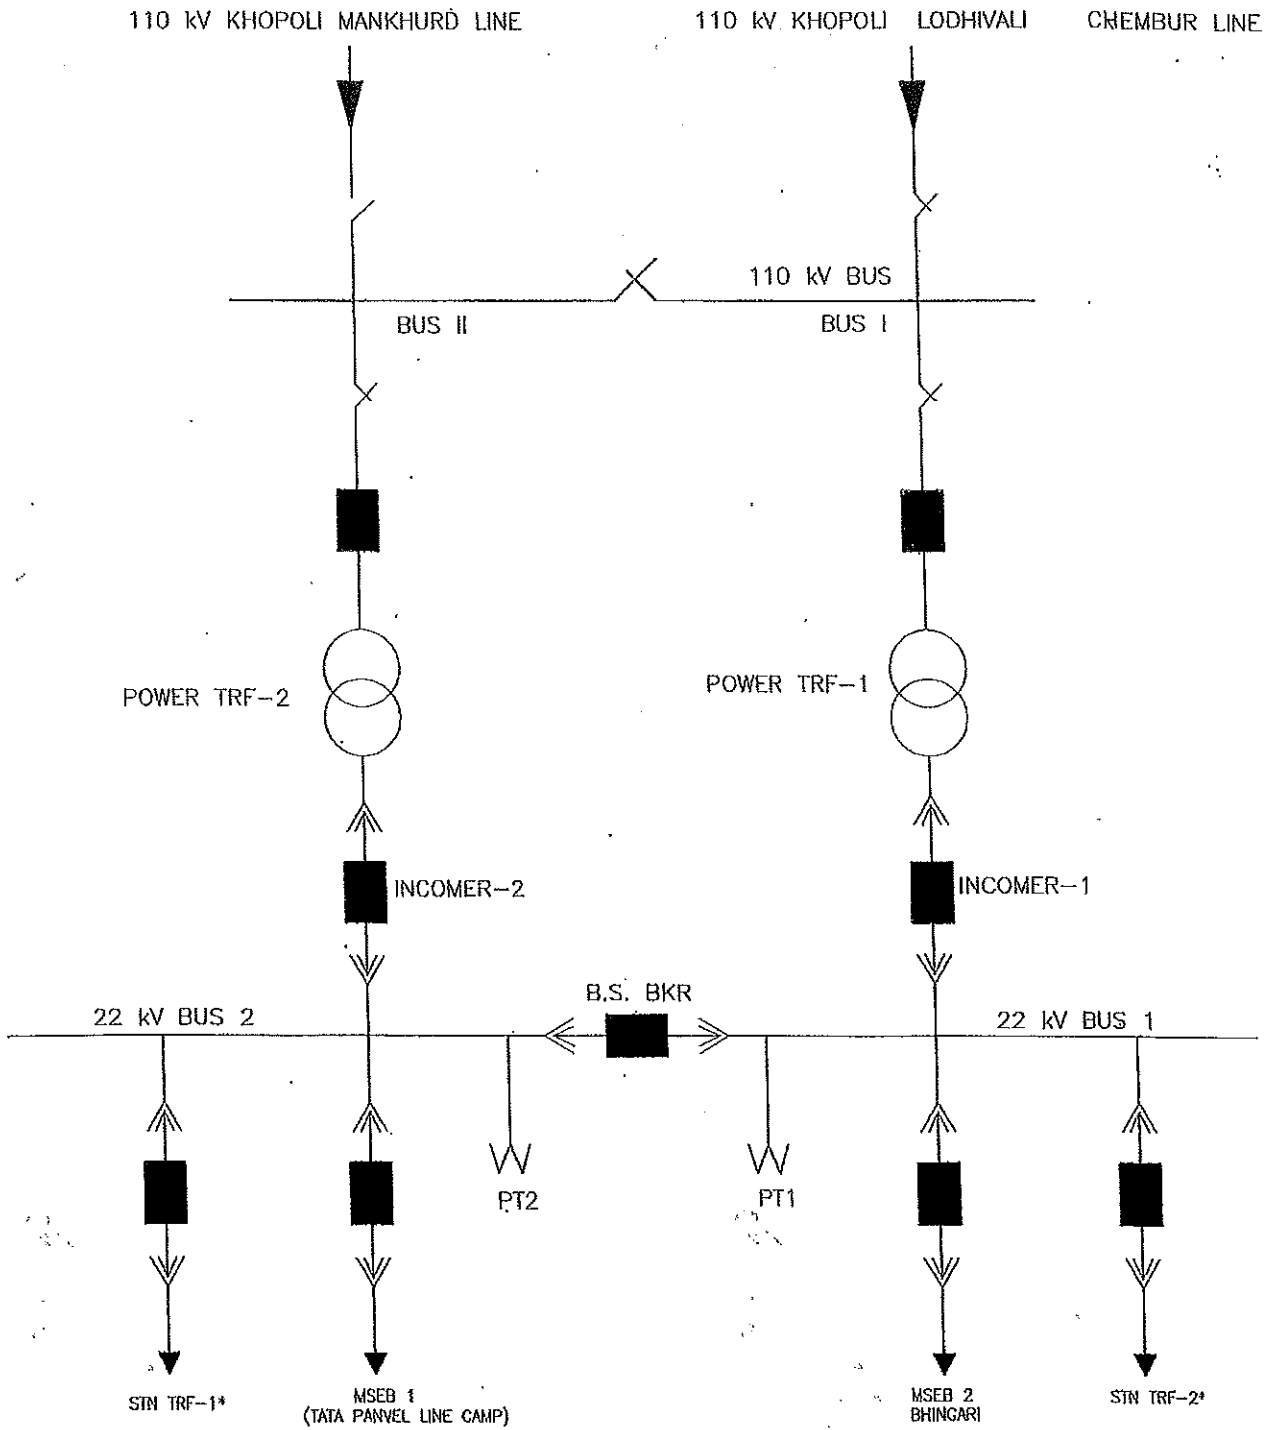 110 kV KHOPOLI MANKHURD LINE
110 kV KHOPOLI LODHIVALI CHEMBUR LINE
110 kV BUS
BUS II
BUS I
POWER TRF-2
POWER TRF-1
INCOMER-2
INCOMER-1
B.S. BKR
22 kV BUS 2
22 kV BUS 1
PT2
PT1
STN TRF-1*
MSEB 1
(TATA PANVEL LINE CAMP)
MSEB 2
BHINGARI
STN TRF-2*